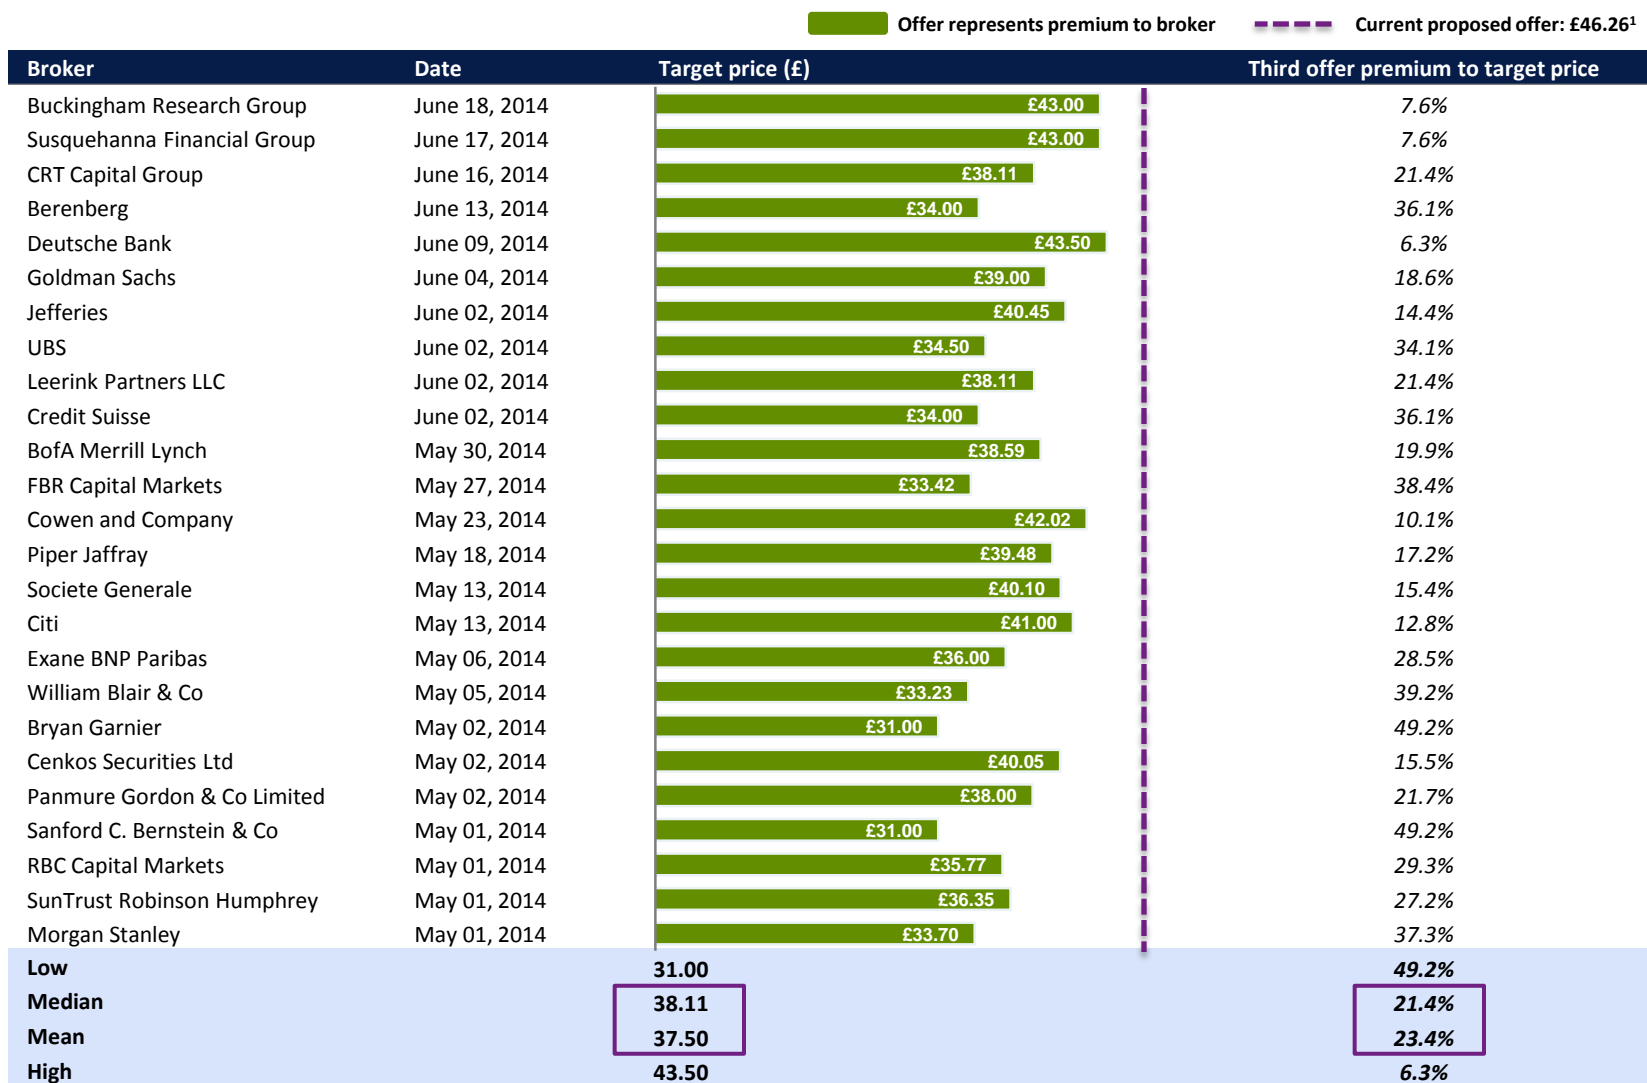 Offer represents premium to broker Current proposed offer: £46.26¹
Broker Date Target price (£) Third offer premium to target price
Buckingham Research Group June 18, 2014 £43.00 7.6%
Susquehanna Financial Group June 17, 2014 £43.00 7.6%
CRT Capital Group June 16, 2014 £38.11 21.4%
Berenberg June 13, 2014 £34.00 36.1%
Deutsche Bank June 09, 2014 £43.50 6.3%
Goldman Sachs June 04, 2014 £39.00 18.6%
Jefferies June 02, 2014 £40.45 14.4%
UBS June 02, 2014 £34.50 34.1%
Leerink Partners LLC June 02, 2014 £38.11 21.4%
Credit Suisse June 02, 2014 £34.00 36.1%
BofA Merrill Lynch May 30, 2014 £38.59 19.9%
FBR Capital Markets May 27, 2014 £33.42 38.4%
Cowen and Company May 23, 2014 £42.02 10.1%
Piper Jaffray May 18, 2014 £39.48 17.2%
Societe Generale May 13, 2014 £40.10 15.4%
Citi May 13, 2014 £41.00 12.8%
Exane BNP Paribas May 06, 2014 £36.00 28.5%
William Blair & Co May 05, 2014 £33.23 39.2%
Bryan Garnier May 02, 2014 £31.00 49.2%
Cenkos Securities Ltd May 02, 2014 £40.05 15.5%
Panmure Gordon & Co Limited May 02, 2014 £38.00 21.7%
Sanford C. Bernstein & Co May 01, 2014 £31.00 49.2%
RBC Capital Markets May 01, 2014 £35.77 29.3%
SunTrust Robinson Humphrey May 01, 2014 £36.35 27.2%
Morgan Stanley May 01, 2014 £33.70 37.3%
Low 31.00 49.2%
Median 38.11 21.4%
Mean 37.50 23.4%
High 43.50 6.3%